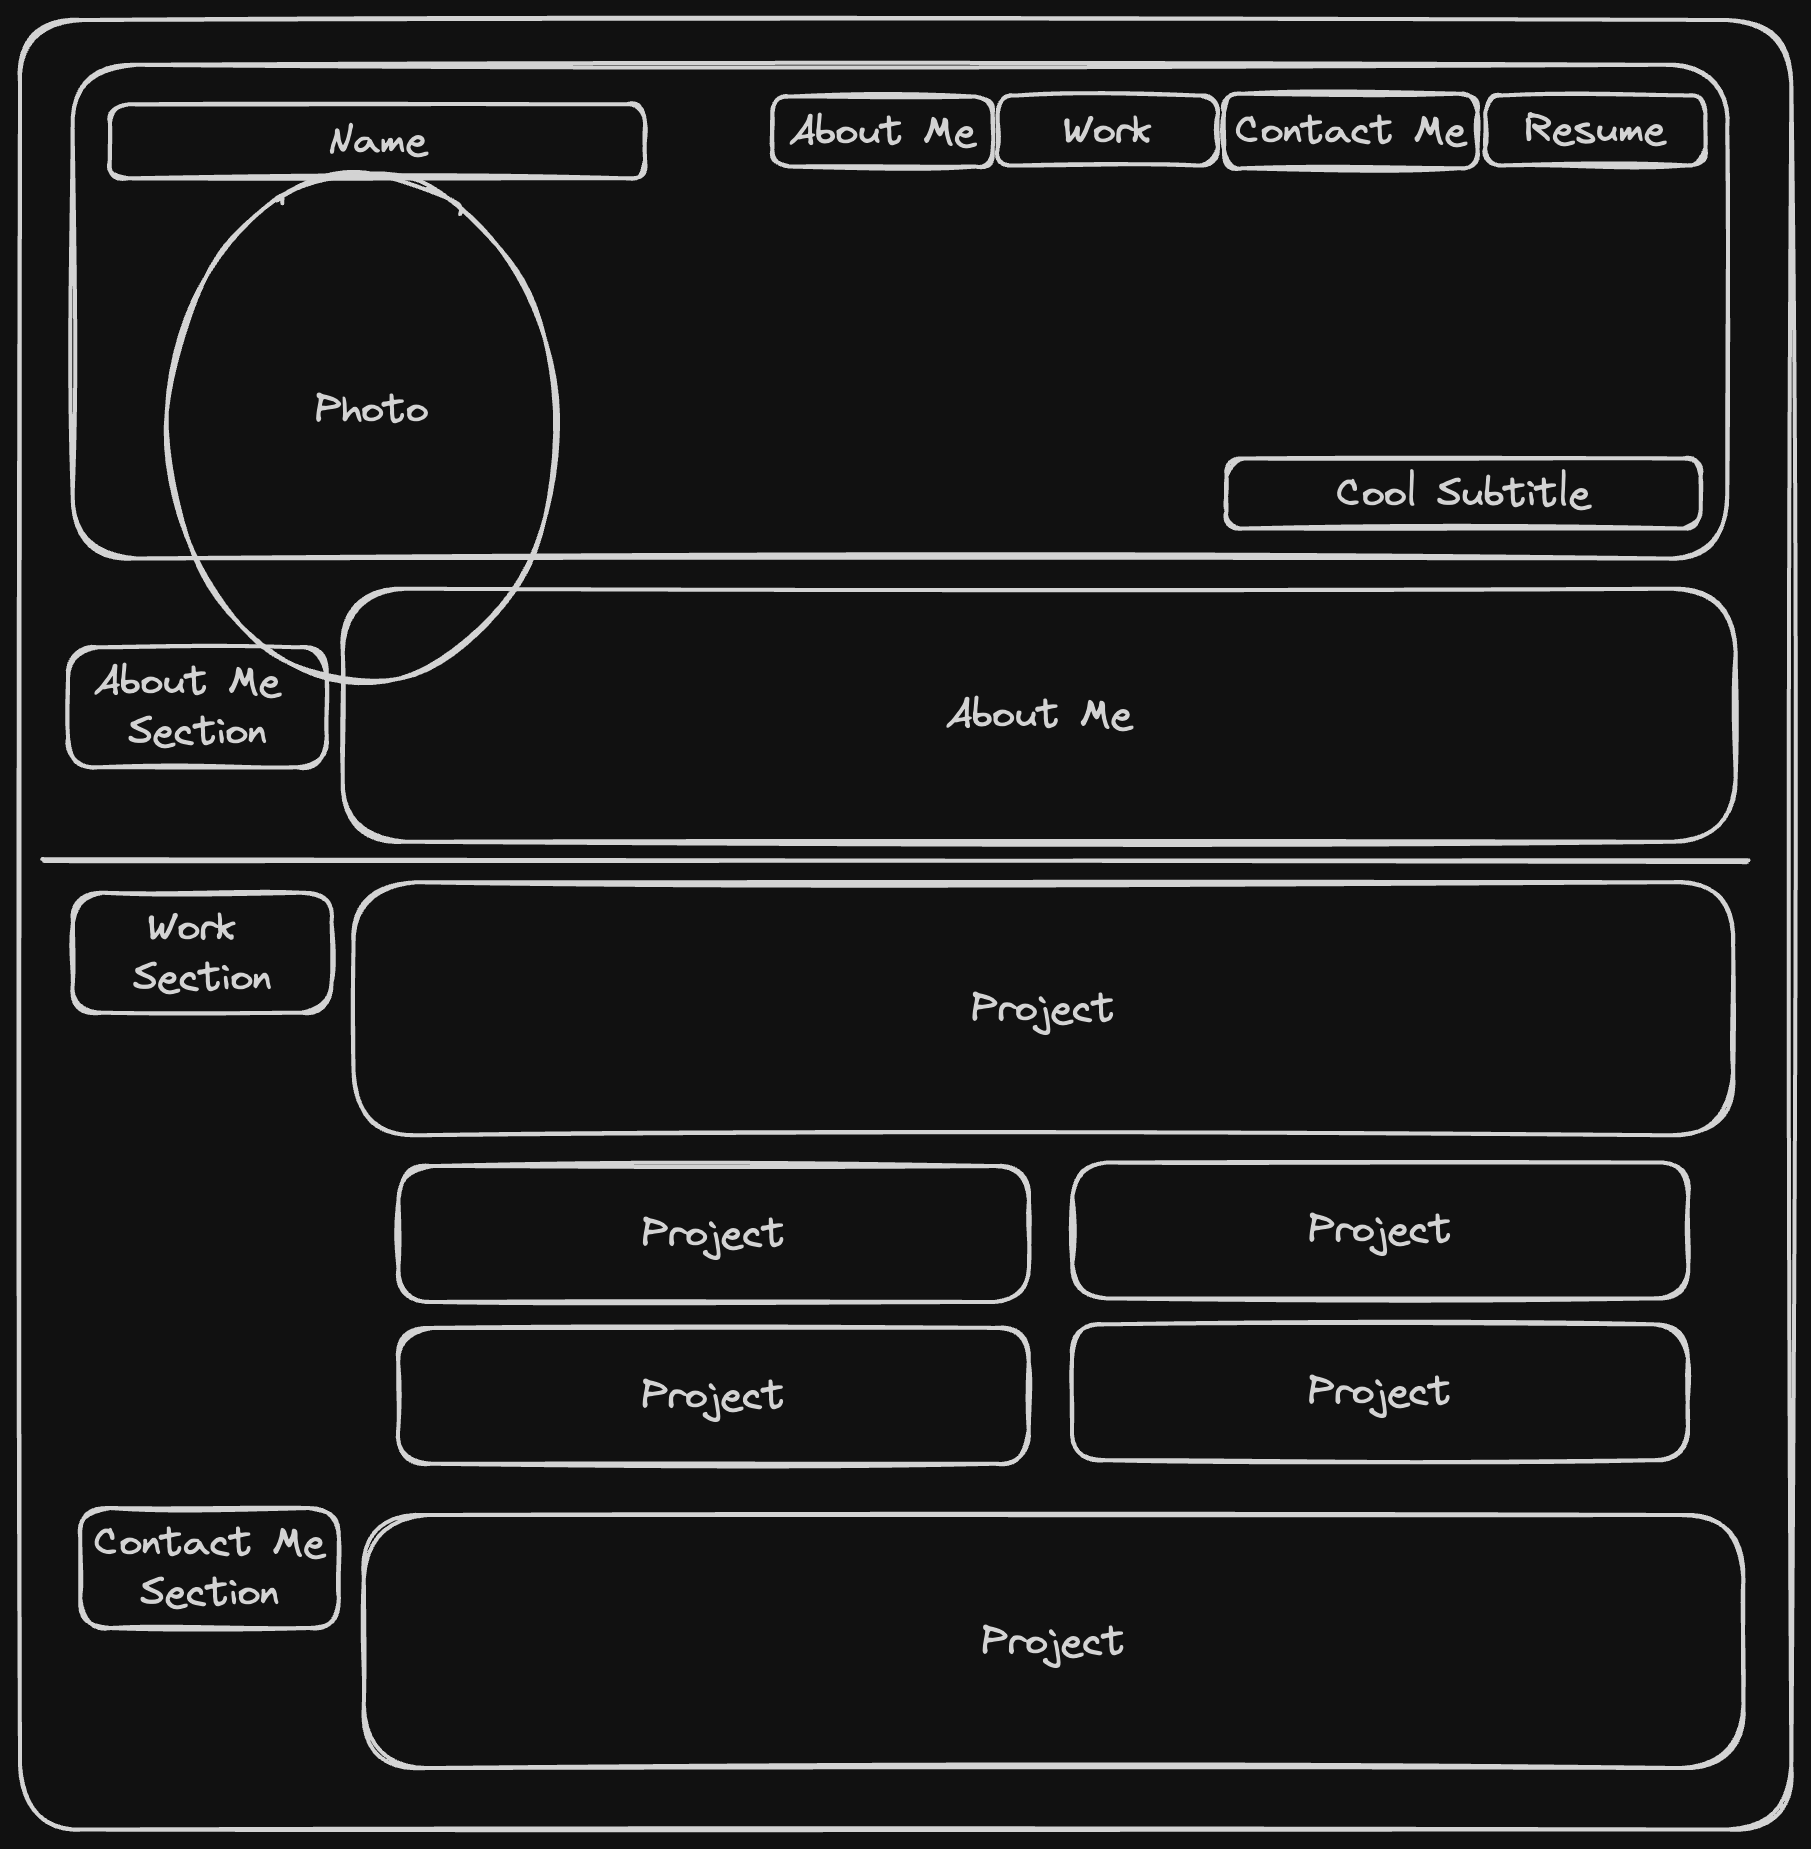 Name
About Me
Work
Contact Me
Resume
Photo
Cool Subtitle
About Me
Section
About Me
Work
Section
Project
Project
Project
Project
Project
Contact Me
Section
Project